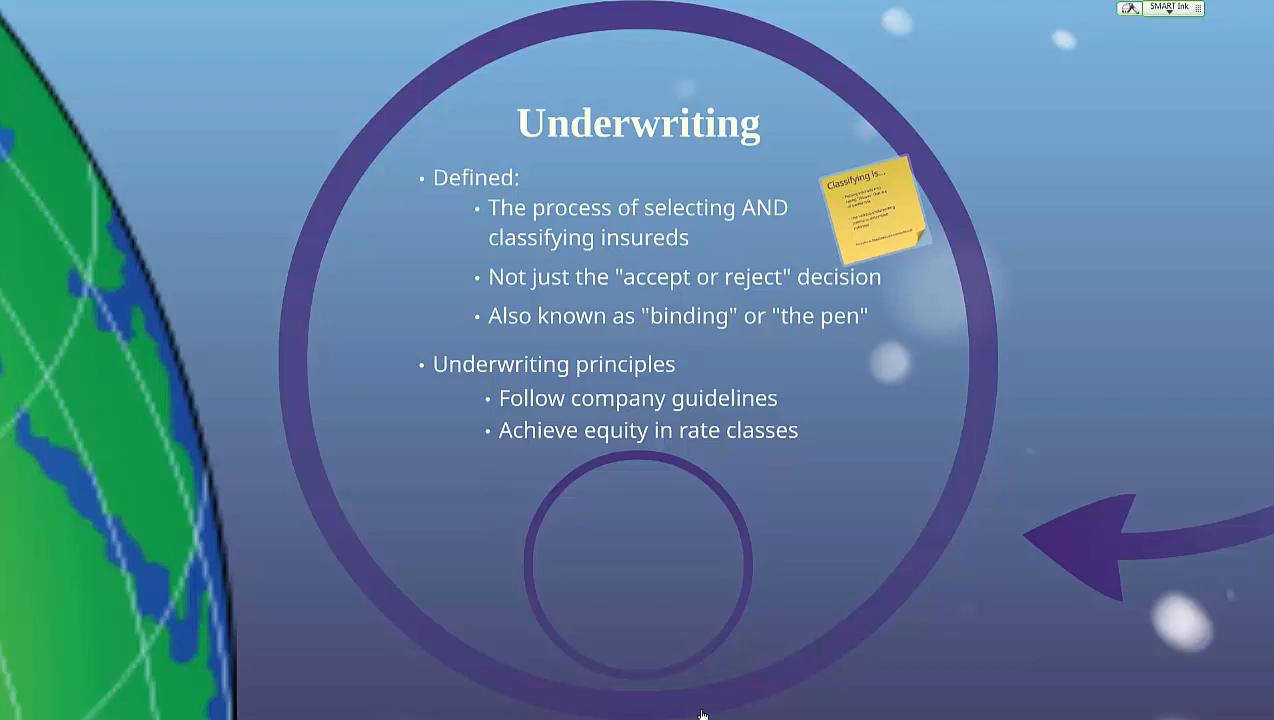 SMART Ink
Underwriting
• Defined:
• The process of selecting AND
classifying insureds
• Not just the "accept or reject" decision
• Also known as "binding" or "the pen"
• Underwriting principles
• Follow company guidelines
• Achieve equity in rate classes
Classifying is...